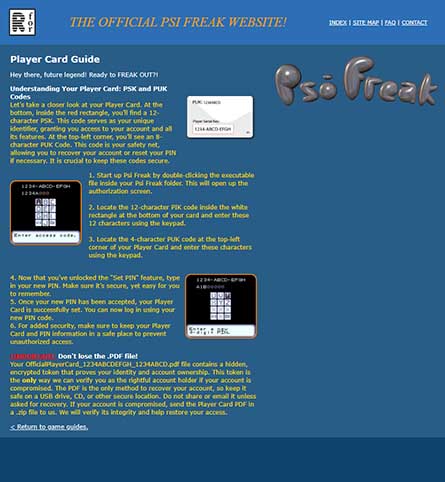 R for
THE OFFICIAL PSI FREAK WEBSITE!
INDEX | SITE MAP | FAQ | CONTACT
Player Card Guide
Psi Freak
Hey there, future legend! Ready to FREAK OUT?!
Understanding Your Player Card: PSK and PUK
Codes
Let's take a closer look at your Player Card. At the
bottom, inside the red rectangle, you'll find a 12-
character PSK. This code serves as your unique
identifier, granting you access to your account and all
its features. At the top-left corner, you'll see an 8-
character PUK Code. This code is your safety net,
allowing you to recover your account or reset your PIN
if necessary. It is crucial to keep these codes secure.
PUK: 1234ABCD
Player Serial Key:
1234-ABCD-EFGH
1234-ABCD-EFGH
1234A
Enter access code.
1. Start up Psi Freak by double-clicking the executable
file inside your Psi Freak folder. This will open up the
authorization screen.
2. Locate the 12-character PIK code inside the white
rectangle at the bottom of your card and enter these
12 characters using the keypad.
3. Locate the 4-character PUK code at the top-left
corner of your Player Card and enter these characters
using the keypad.
4. Now that you've unlocked the "Set PIN" feature, type
in your new PIN. Make sure it's secure, yet easy for you
to remember.
5. Once your new PIN has been accepted, your Player
Card is successfully set. You can now log in using your
new PIN code.
6. For added security, make sure to keep your Player
Card and PIN information in a safe place to prevent
unauthorized access.
1234-ABCD-EFGH
Don't lose the .PDF file!
Your OfficialPlayerCard_1234ABCDEFGH_1234ABCD.pdf file contains a hidden,
encrypted token that proves your identity and account ownership. This token is
the only way we can verify you as the rightful account holder if your account is
compromised. The PDF is the only method to recover your account, so keep it
safe on a USB drive, CD, or other secure location. Do not share or email it unless
asked for recovery. If your account is compromised, send the Player Card PDF in
a .zip file to us. We will verify its integrity and help restore your access.
< Return to game guides.